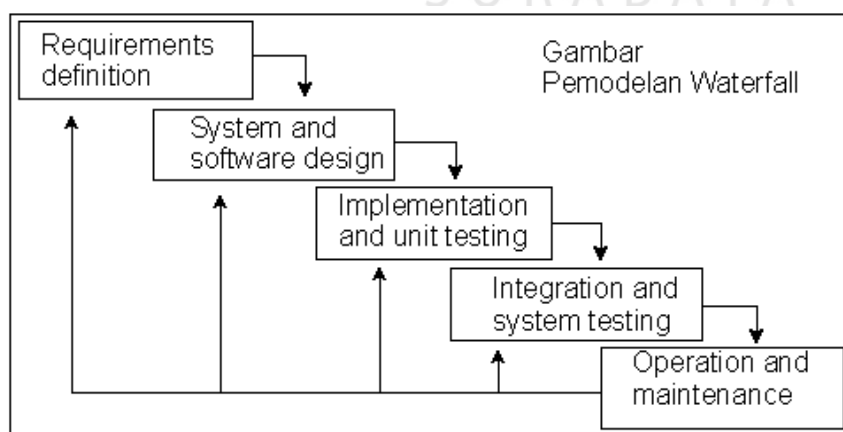 SURABAYA
Requirements
definition
Gambar
Pemodelan Waterfall
System and
software design
Implementation
and unit testing
Integration and
system testing
Operation and
maintenance